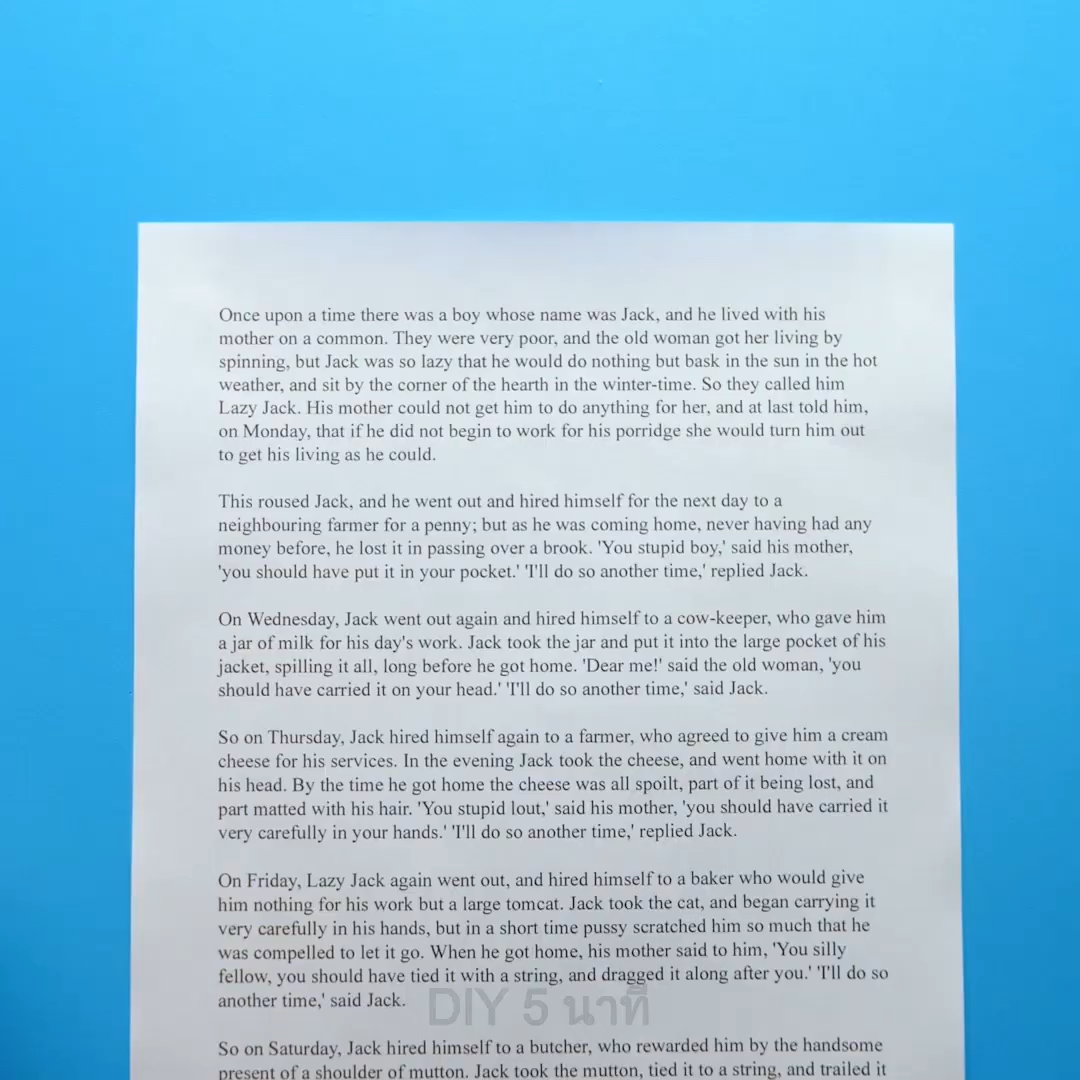 Once upon a time there was a boy whose name was Jack, and he lived with his
mother on a common. They were very poor, and the old woman got her living by
spinning, but Jack was so lazy that he would do nothing but bask in the sun in the hot
weather, and sit by the corner of the hearth in the winter-time. So they called him
Lazy Jack. His mother could not get him to do anything for her, and at last told him,
on Monday, that if he did not begin to work for his porridge she would turn him out
to get his living as he could.
This roused Jack, and he went out and hired himself for the next day to a
neighbouring farmer for a penny; but as he was coming home, never having had any
money before, he lost it in passing over a brook. 'You stupid boy,' said his mother,
'you should have put it in your pocket.' 'I'll do so another time,' replied Jack.
On Wednesday, Jack went out again and hired himself to a cow-keeper, who gave him
a jar of milk for his day's work. Jack took the jar and put it into the large pocket of his
jacket, spilling it all, long before he got home. 'Dear me!' said the old woman, 'you
should have carried it on your head.' 'I'll do so another time,' said Jack.
So on Thursday, Jack hired himself again to a farmer, who agreed to give him a cream
cheese for his services. In the evening Jack took the cheese, and went home with it on
his head. By the time he got home the cheese was all spoilt, part of it being lost, and
part matted with his hair. 'You stupid lout,' said his mother, 'you should have carried it
very carefully in your hands.' 'I'll do so another time,' replied Jack.
On Friday, Lazy Jack again went out, and hired himself to a baker who would give
him nothing for his work but a large tomcat. Jack took the cat, and began carrying it
very carefully in his hands, but in a short time pussy scratched him so much that he
was compelled to let it go. When he got home, his mother said to him, 'You silly
fellow, you should have tied it with a string, and dragged it along after you.' 'I'll do so
another time,' said Jack.
DIY 5 นาที
So on Saturday, Jack hired himself to a butcher, who rewarded him by the handsome
present of a shoulder of mutton. Jack took the mutton, tied it to a string, and trailed it